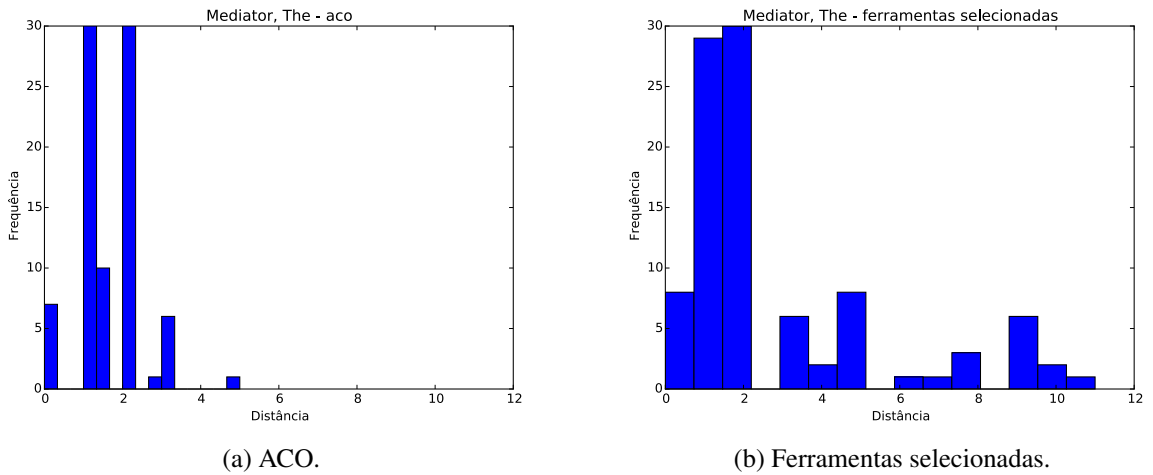 Mediator, The - aco
30
25
20
15
10
5
0
Frequência
0 2 4 6 8 10 12
Distância
(a) ACO.
Mediator, The - ferramentas selecionadas
30
25
20
15
10
5
0
Frequência
0 2 4 6 8 10 12
Distância
(b) Ferramentas selecionadas.